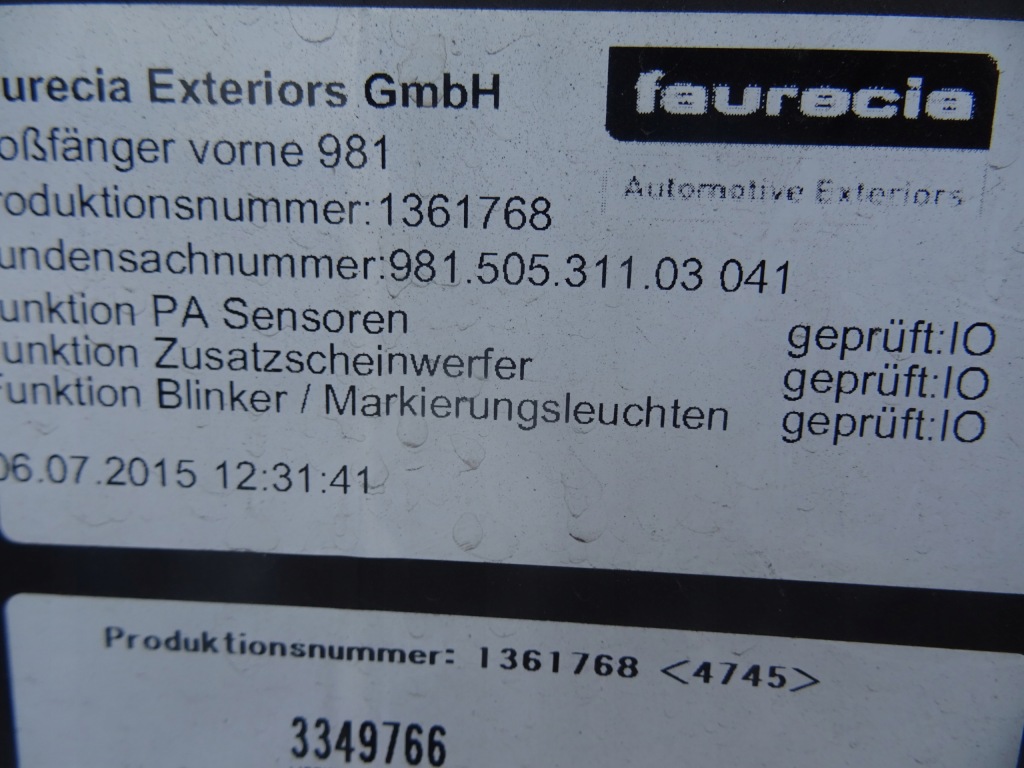 urecia Exteriors GmbH
faurecia
oßfänger vorne 981
Automotive Exteriors
oduktionsnummer:1361768
undensachnummer:981.505.311.03 041
unktion PA Sensoren geprüft:IO
unktion Zusatzscheinwerfer geprüft:IO
unktion Blinker / Markierungsleuchten geprüft:IO
06.07.2015 12:31:41
Produktionsnummer: 1361768 <4745>
3349766